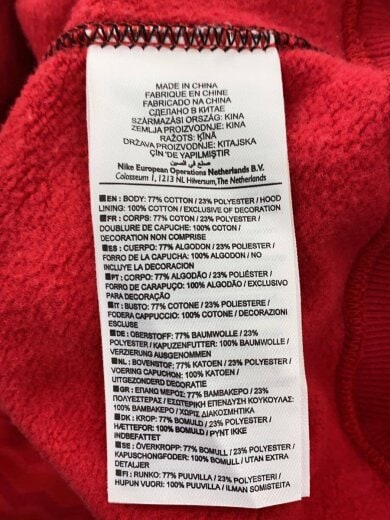 MADE IN CHINA
FABRIQUE EN CHINE
FABRICADO NA CHINA
СДЕЛАНО В КИТАЕ
SZÁRMAZÁSI ORSZÁG: KINA
ZEMLJA PROIZVODNJE: KINA
RAŽOTS: ĶĪNĀ
DRŽAVA PROIZVODNJE: KITAJSKA
ÇİN 'DE YAPILMIŞTIR
صنع في الصين
Nike European Operations Netherlands B.V.
Colosseum 1, 1213 NL Hilversum, The Netherlands
EN: BODY: 77% COTTON / 23% POLYESTER / HOOD
LINING: 100% COTTON / EXCLUSIVE OF DECORATION
FR: CORPS: 77% COTON / 23% POLYESTER /
DOUBLURE DE CAPUCHE: 100% COTON /
DECORATION NON COMPRISE
ES: CUERPO: 77% ALGODON / 23% POLIESTER /
FORRO DE LA CAPUCHA: 100% ALGODON / NO
INCLUYE LA DECORACION
PT: CORPO: 77% ALGODÃO / 23% POLIÉSTER /
FORRO DE CARAPUÇO: 100% ALGODÃO / EXCLUSIVO
PARA DECORAÇÃO
IT: BUSTO: 77% COTONE / 23% POLIESTERE /
FODERA CAPPUCCIO: 100% COTONE / DECORAZIONI
ESCLUSE
DE: OBERSTOFF: 77% BAUMWOLLE / 23%
POLYESTER / KAPUZENFUTTER: 100% BAUMWOLLE /
VERZIERUNG AUSGENOMMEN
NL: BOVENSTUK: 77% KATOEN / 23% POLYESTER /
VOERING CAPUCHON: 100% KATOEN /
UITGEZONDERD DECORATIE
GR: ΕΠΑΝΩ ΜΕΡΟΣ: 77% ΒΑΜΒΑΚΕΡΟ / 23%
ΠΟΛΥΕΣΤΕΡΑΣ / ΕΣΩΤΕΡΙΚΗ ΕΠΕΝΔΥΣΗ ΚΟΥΚΟΥΛΑΣ:
100% ΒΑΜΒΑΚΕΡΟ / ΧΩΡΙΣ ΔΙΑΚΟΣΜΗΤΙΚΑ
DK: KROP: 77% BOMULD / 23% POLYESTER /
HÆTTEFOR: 100% BOMULD / PYNT IKKE
INDBEFATTET
SE: ÖVERKROPP: 77% BOMULL / 23% POLYESTER /
KAPUSCHONGFODER: 100% BOMULL / UTAN EXTRA
DETALJER
FI: RUNKO: 77% PUUVILLA / 23% POLYESTERI /
HUPUN VUORI: 100% PUUVILLA / ILMAN SOMISTEITA